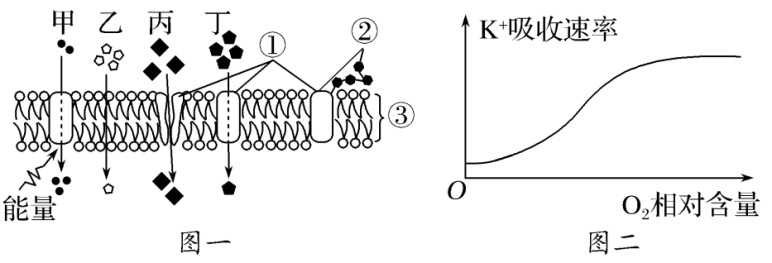 甲 乙 丙 丁
①
②
③
能量
图一
K⁺吸收速率
O
O₂相对含量
图二